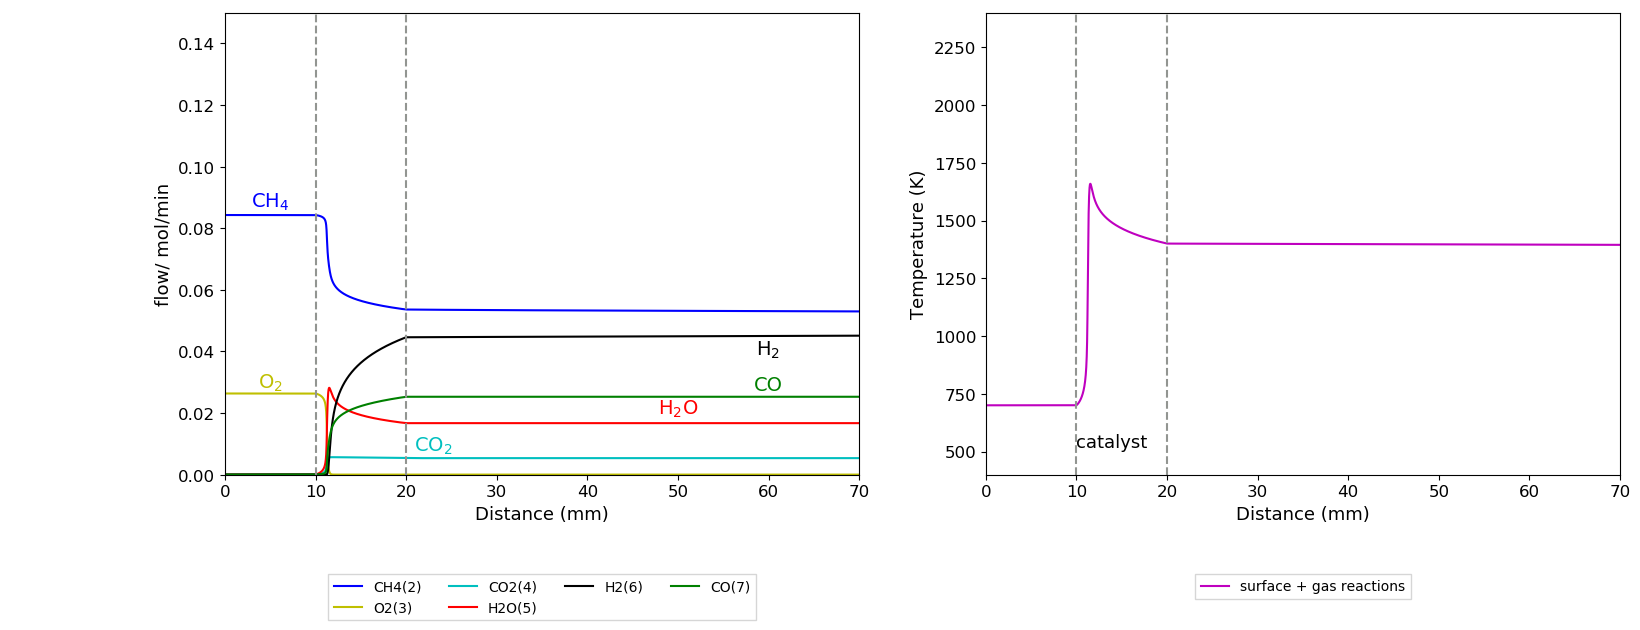 0.14
0.12
0.10
0.08
0.06
0.04
0.02
0.00
flow/ mol/min
CH₄
O₂
H₂
CO
H₂O
CO₂
0 10 20 30 40 50 60 70
Distance (mm)
CH4(2) CO2(4) H2(6) CO(7)
O2(3) H2O(5)
2250
2000
1750
1500
1250
1000
750
500
Temperature (K)
catalyst
0 10 20 30 40 50 60 70
Distance (mm)
surface + gas reactions